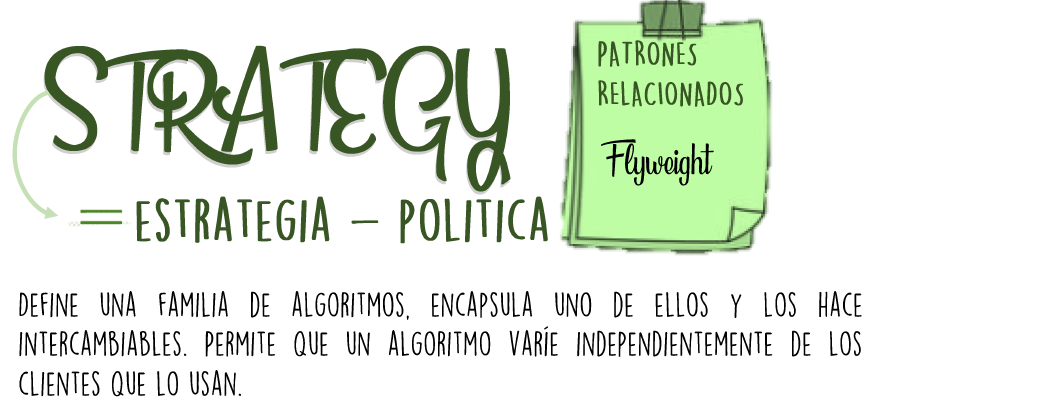 STRATEGY
= ESTRATEGIA – POLITICA
PATRONES
RELACIONADOS
Flyweight
DEFINE UNA FAMILIA DE ALGORITMOS, ENCAPSULA UNO DE ELLOS Y LOS HACE
INTERCAMBIABLES. PERMITE QUE UN ALGORITMO VARÍE INDEPENDIENTEMENTE DE LOS
CLIENTES QUE LO USAN.